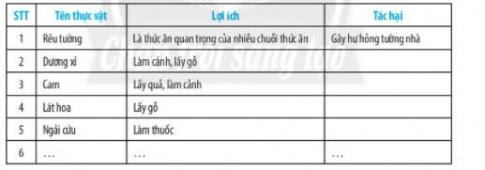 STT Tên thực vật Lợi ích Tác hại
1 Rêu tường Là thức ăn quan trọng của nhiều chuỗi thức ăn Gây hư hỏng tường nhà
2 Dương xỉ Làm cảnh, lấy gỗ
3 Cam Lấy quả, làm cảnh
4 Lát hoa Lấy gỗ
5 Ngải cứu Làm thuốc
6 ... ...